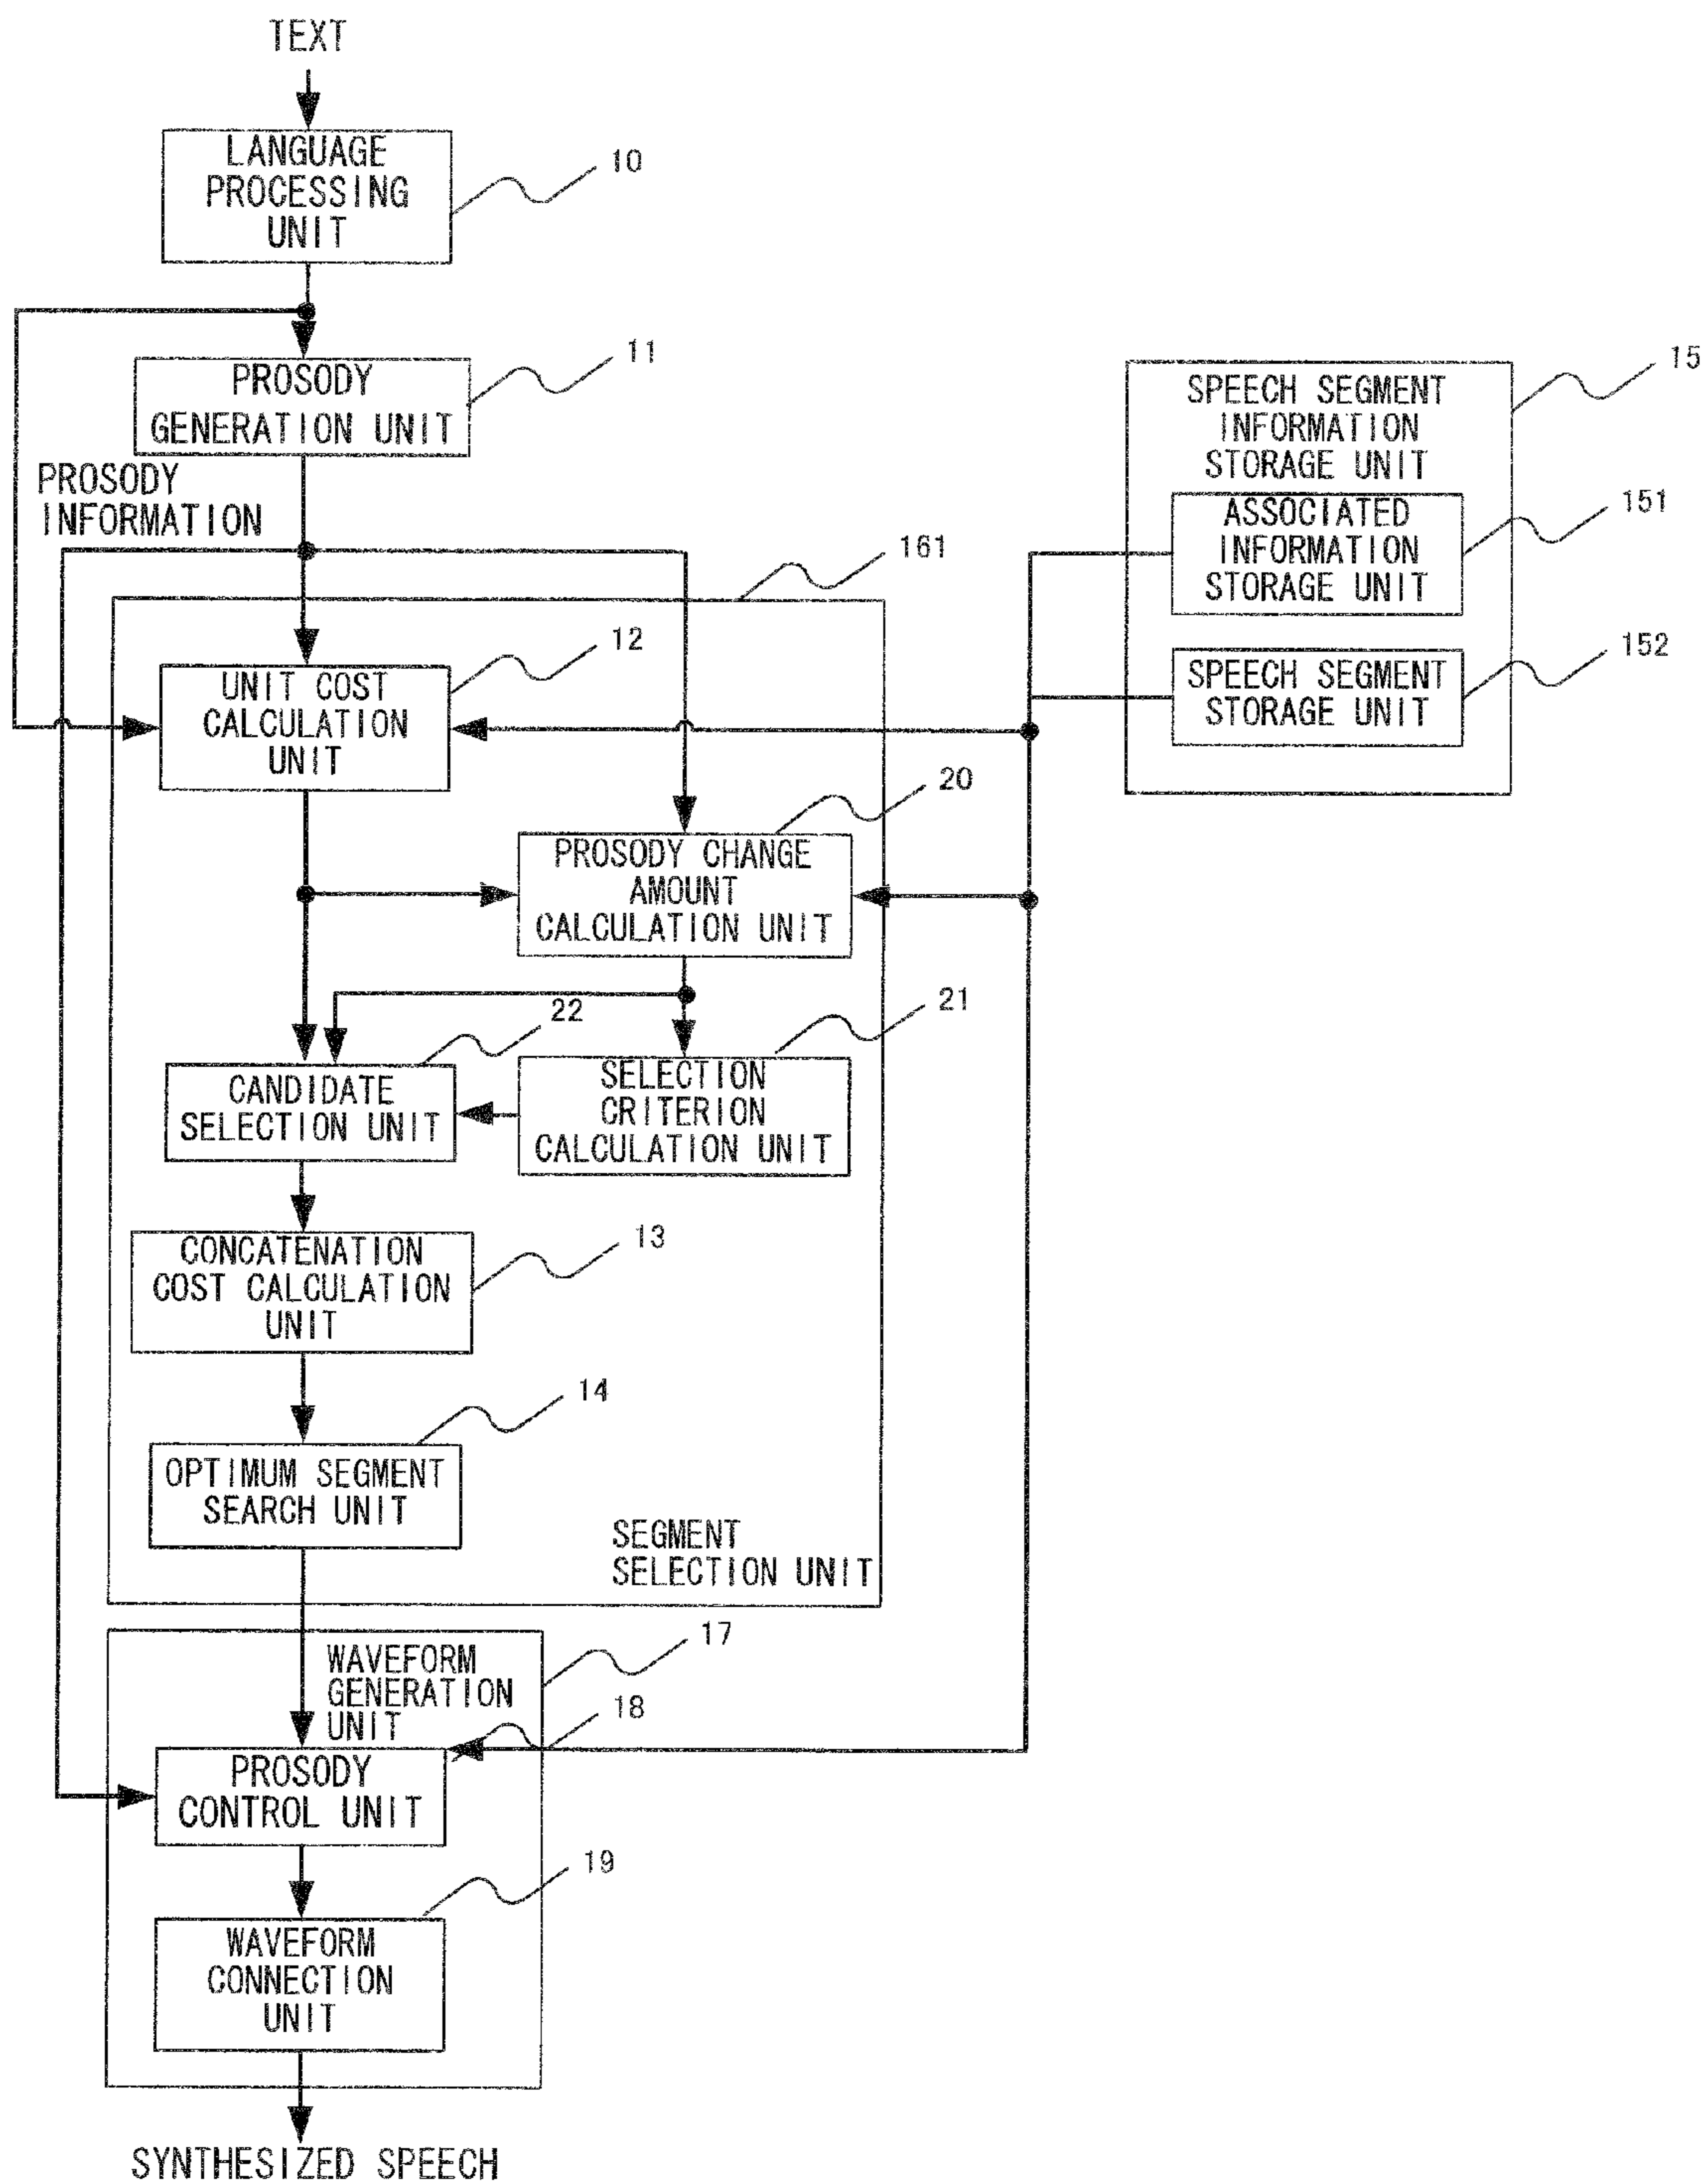 TEXT
LANGUAGE
PROCESSING
UNIT
10
PROSODY
GENERATION UNIT
11
PROSODY
INFORMATION
SPEECH SEGMENT
INFORMATION
STORAGE UNIT
15
ASSOCIATED
INFORMATION
STORAGE UNIT
151
SPEECH SEGMENT
STORAGE UNIT
152
161
UNIT COST
CALCULATION
UNIT
12
PROSODY CHANGE
AMOUNT
CALCULATION UNIT
20
CANDIDATE
SELECTION UNIT
22
SELECTION
CRITERION
CALCULATION UNIT
21
CONCATENATION
COST CALCULATION
UNIT
13
OPTIMUM SEGMENT
SEARCH UNIT
14
SEGMENT
SELECTION UNIT
WAVEFORM
GENERATION
UNIT
17
PROSODY
CONTROL UNIT
18
WAVEFORM
CONNECTION
UNIT
19
SYNTHESIZED SPEECH